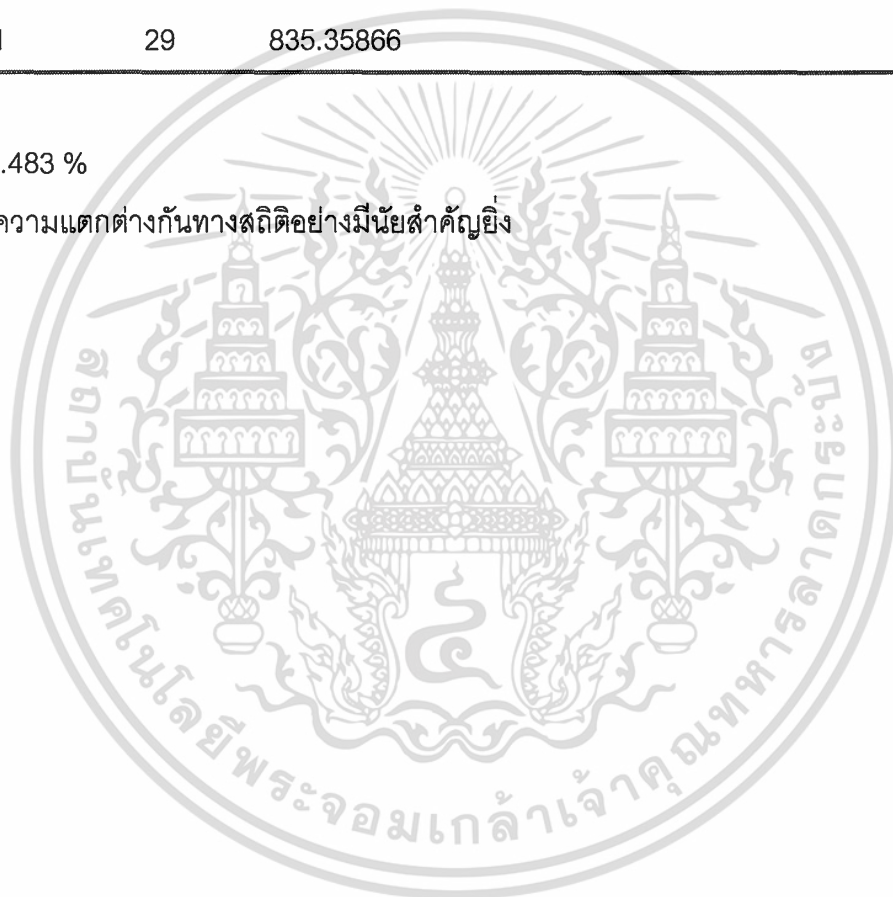 29 835.35866
.483 %
ความแตกต่างกันทางสถิติอย่างมีนัยสำคัญยิ่ง
สถาบันเทคโนโลยีพระจอมเกล้าเจ้าคุณทหารลาดกระบัง